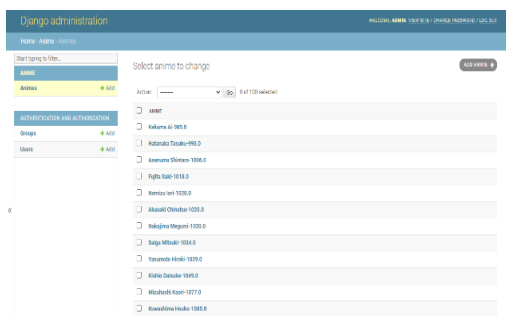 Django administration
WELCOME, ADMIN. VIEW SITE / CHANGE PASSWORD / LOG OUT
Home › Anime › Animes
Start typing to filter...
ANIME
Animes + Add
AUTHENTICATION AND AUTHORIZATION
Groups + Add
Users + Add
«
Select anime to change
ADD ANIME +
Action: -------- Go 0 of 100 selected
ANIME
Kakuma Ai-985.0
Hatanaka Tasuku-993.0
Asanuma Shintaro-1006.0
Fujita Saki-1018.0
Nomizu Iori-1020.0
Akasaki Chinatsu-1020.0
Nakajima Megumi-1030.0
Saiga Mitsuki-1034.0
Yasumoto Hiroki-1039.0
Kishio Daisuke-1049.0
Mizuhashi Kaori-1077.0
Kuwashima Houko-1085.0